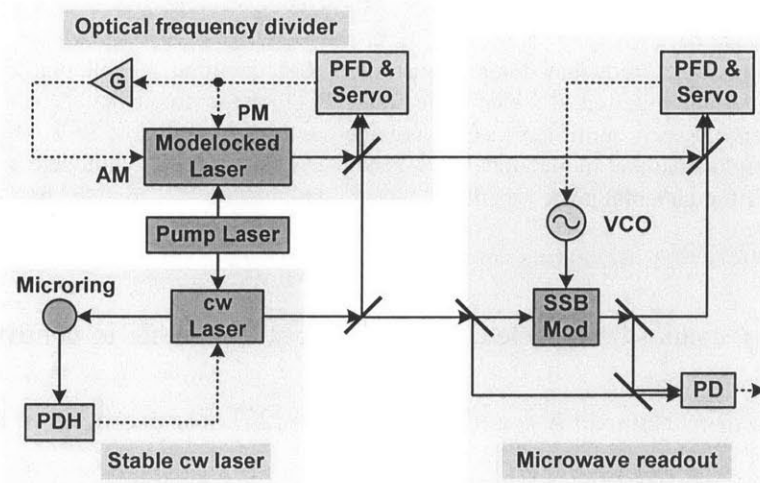 Optical frequency divider
G
PFD &
Servo
PFD &
Servo
PM
Modelocked
Laser
AM
VCO
Pump Laser
Microring
cw
Laser
SSB
Mod
PDH
PD
Stable cw laser
Microwave readout